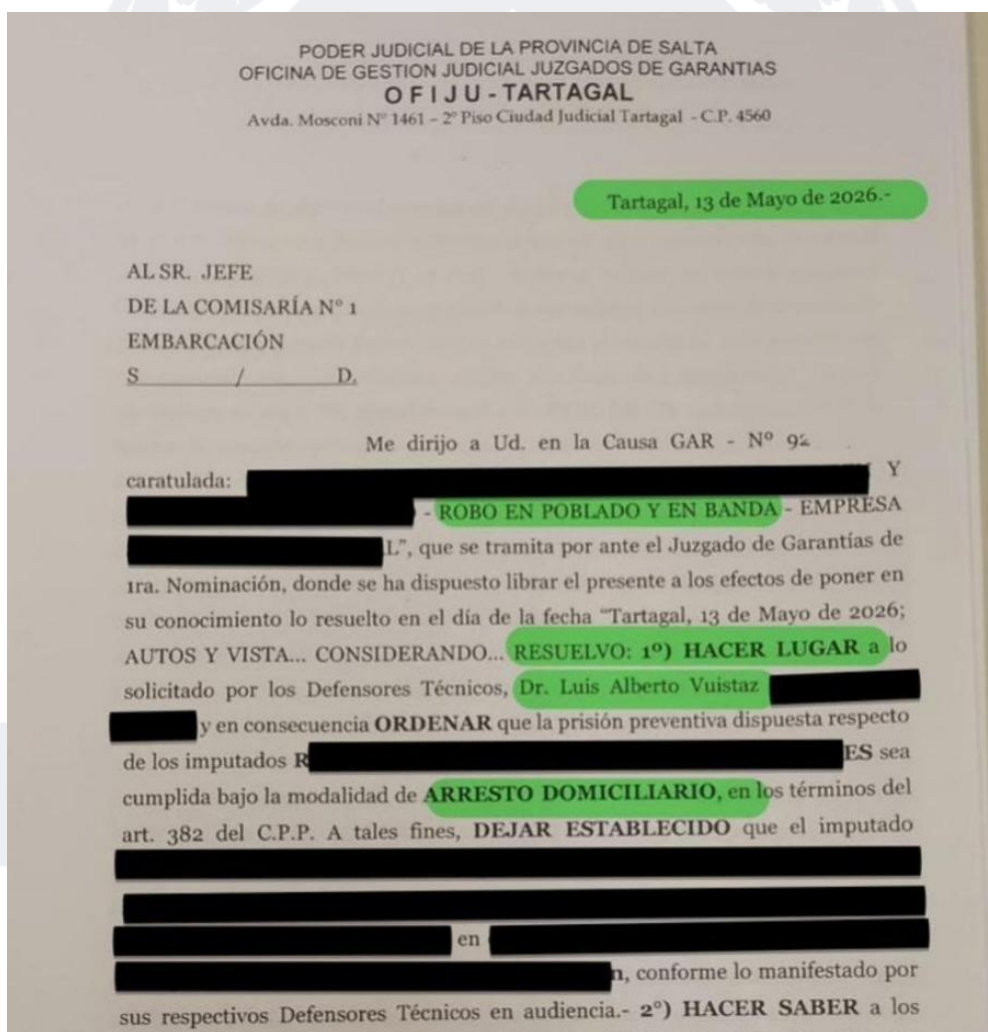 PODER JUDICIAL DE LA PROVINCIA DE SALTA
OFICINA DE GESTION JUDICIAL JUZGADOS DE GARANTIAS
O F I J U - TARTAGAL
Avda. Mosconi Nº 1461 – 2º Piso Ciudad Judicial Tartagal - C.P. 4560
Tartagal, 13 de Mayo de 2026.-
AL SR. JEFE
DE LA COMISARÍA Nº 1
EMBARCACIÓN
S / D.
Me dirijo a Ud. en la Causa GAR - Nº 92
caratulada: Y
- ROBO EN POBLADO Y EN BANDA - EMPRESA
L”, que se tramita por ante el Juzgado de Garantías de
1ra. Nominación, donde se ha dispuesto librar el presente a los efectos de poner en
su conocimiento lo resuelto en el día de la fecha “Tartagal, 13 de Mayo de 2026;
AUTOS Y VISTA... CONSIDERANDO... RESUELVO: 1º) HACER LUGAR a lo
solicitado por los Defensores Técnicos, Dr. Luis Alberto Vuistaz
y en consecuencia ORDENAR que la prisión preventiva dispuesta respecto
de los imputados R ES sea
cumplida bajo la modalidad de ARRESTO DOMICILIARIO, en los términos del
art. 382 del C.P.P. A tales fines, DEJAR ESTABLECIDO que el imputado
en
n, conforme lo manifestado por
sus respectivos Defensores Técnicos en audiencia.- 2º) HACER SABER a los